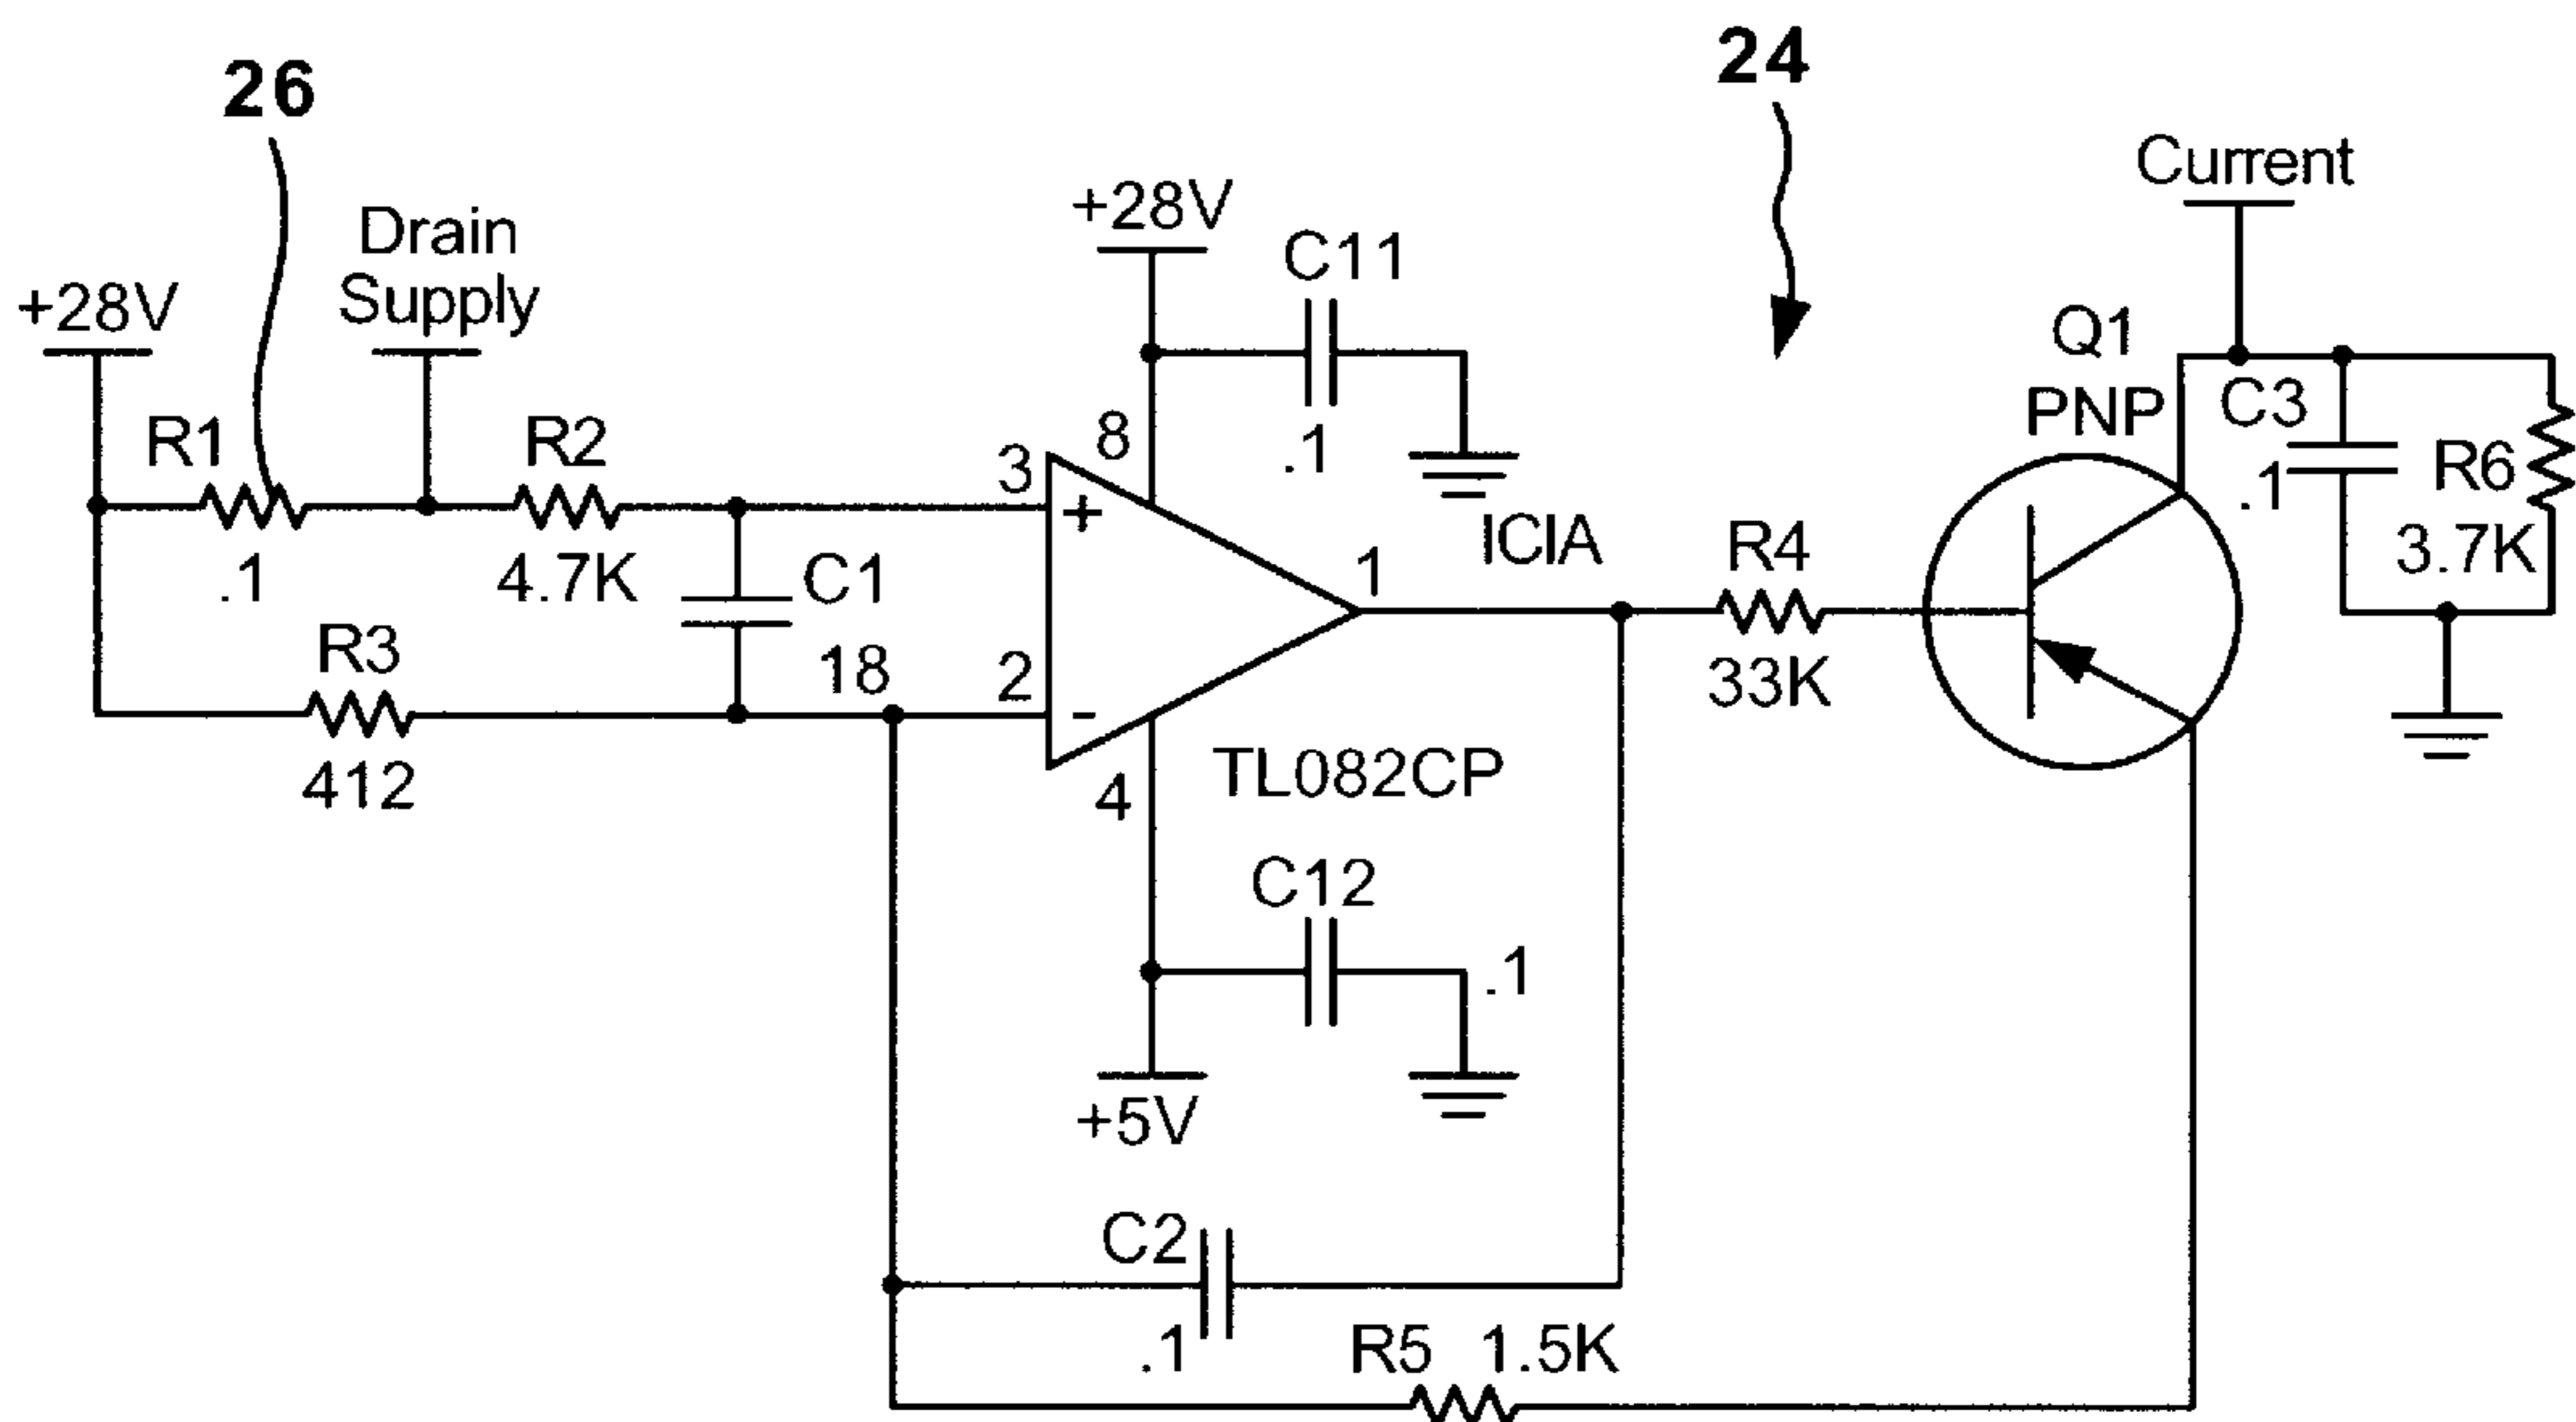 26
24
Current
+28V
Drain
Supply
C11
+28V
Q1
PNP
C3
R1
R2
8
3
+
.1
.1
R6
ICIA
.1
4.7K
C1
1
R4
3.7K
R3
18
2
33K
412
-
4
TL082CP
C12
.1
+5V
C2
.1
R5 1.5K